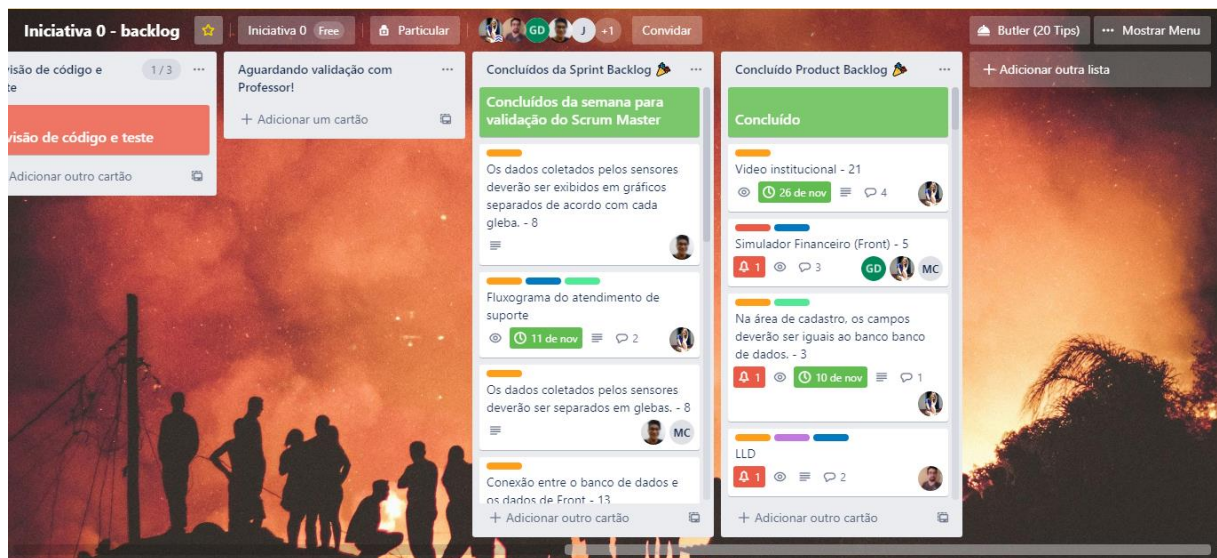 Iniciativa 0 - backlog
Iniciativa 0 Free
Particular
GD
J
+1
Convidar
Butler (20 Tips)
Mostrar Menu
visão de código e
te
1/3
visão de código e teste
Adicionar outro cartão
Aguardando validação com
Professor!
+ Adicionar um cartão
Concluídos da Sprint Backlog
Concluídos da semana para
validação do Scrum Master
Os dados coletados pelos sensores
deverão ser exibidos em gráficos
separados de acordo com cada
gleba. - 8
Fluxograma do atendimento de
suporte
11 de nov
2
Os dados coletados pelos sensores
deverão ser separados em glebas. - 8
MC
Conexão entre o banco de dados e
os dados de Front - 13
+ Adicionar outro cartão
Concluído Product Backlog
Concluído
Video institucional - 21
26 de nov
4
Simulador Financeiro (Front) - 5
1
3
GD
MC
Na área de cadastro, os campos
deverão ser iguais ao banco banco
de dados. - 3
1
10 de nov
1
LLD
1
2
+ Adicionar outro cartão
+ Adicionar outra lista